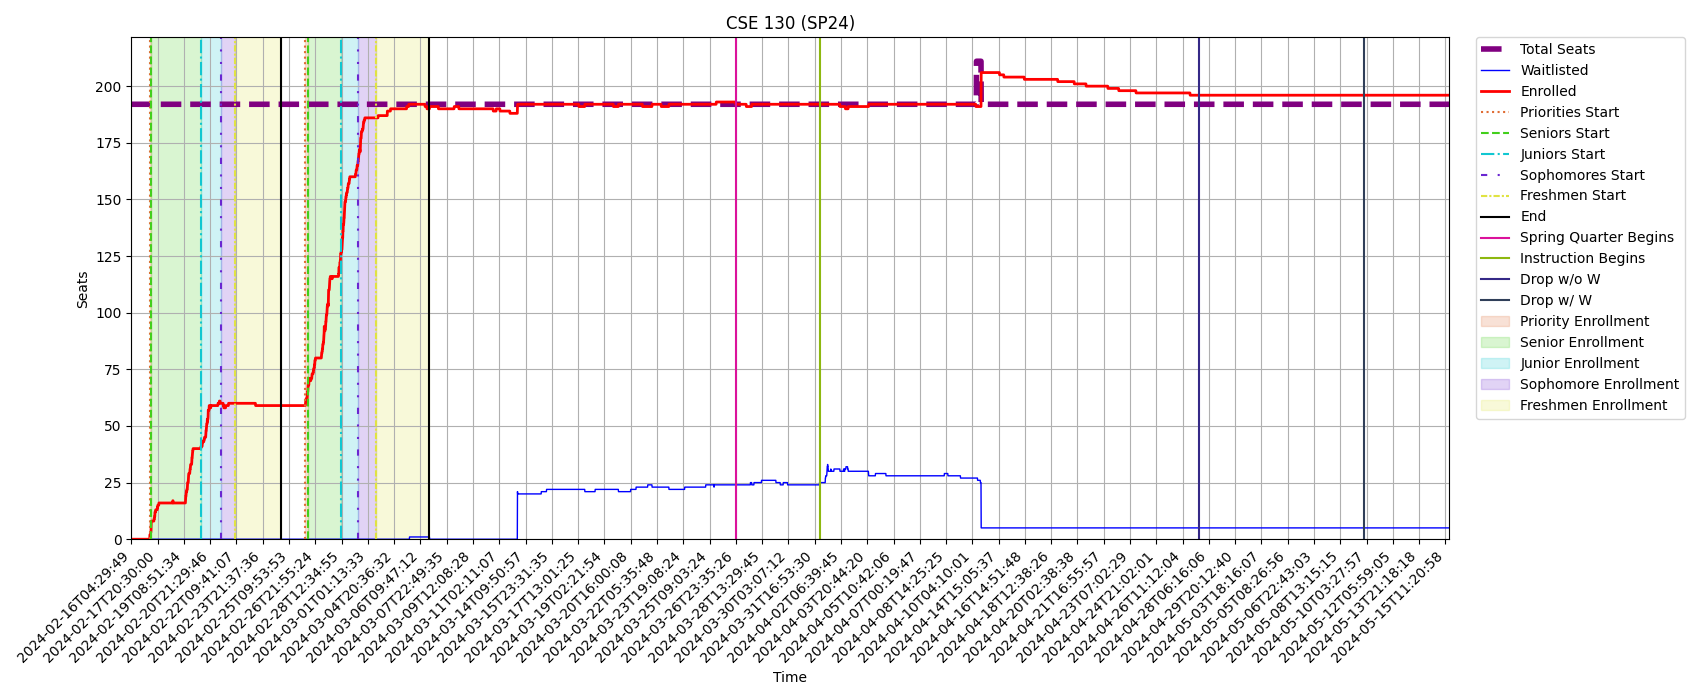 CSE 130 (SP24)
Seats
200
175
150
125
100
75
50
25
0
2024-02-16T04:29:49
2024-02-17T20:30:00
2024-02-19T08:51:34
2024-02-20T21:29:46
2024-02-22T09:41:07
2024-02-23T21:37:36
2024-02-25T09:53:53
2024-02-26T21:55:24
2024-02-28T12:34:55
2024-03-01T01:13:33
2024-03-04T20:36:32
2024-03-06T09:47:12
2024-03-07T22:49:35
2024-03-09T12:08:28
2024-03-11T02:11:07
2024-03-14T09:50:57
2024-03-15T23:31:35
2024-03-17T13:01:25
2024-03-19T02:21:54
2024-03-20T16:00:08
2024-03-22T05:35:48
2024-03-23T19:08:24
2024-03-25T09:03:24
2024-03-26T23:35:26
2024-03-28T13:29:45
2024-03-30T03:07:12
2024-03-31T16:53:30
2024-04-02T06:39:45
2024-04-03T20:44:20
2024-04-05T10:42:06
2024-04-07T00:19:47
2024-04-08T14:25:25
2024-04-10T04:10:01
2024-04-14T15:05:37
2024-04-16T14:51:48
2024-04-18T12:38:26
2024-04-20T02:38:38
2024-04-21T16:55:57
2024-04-23T07:02:29
2024-04-24T21:02:01
2024-04-26T11:12:04
2024-04-28T06:16:06
2024-04-29T20:12:40
2024-05-03T18:16:07
2024-05-05T08:26:56
2024-05-06T22:43:03
2024-05-08T13:15:15
2024-05-10T03:27:57
2024-05-12T05:59:05
2024-05-13T21:18:18
2024-05-15T11:20:58
Time
Total Seats
Waitlisted
Enrolled
Priorities Start
Seniors Start
Juniors Start
Sophomores Start
Freshmen Start
End
Spring Quarter Begins
Instruction Begins
Drop w/o W
Drop w/ W
Priority Enrollment
Senior Enrollment
Junior Enrollment
Sophomore Enrollment
Freshmen Enrollment